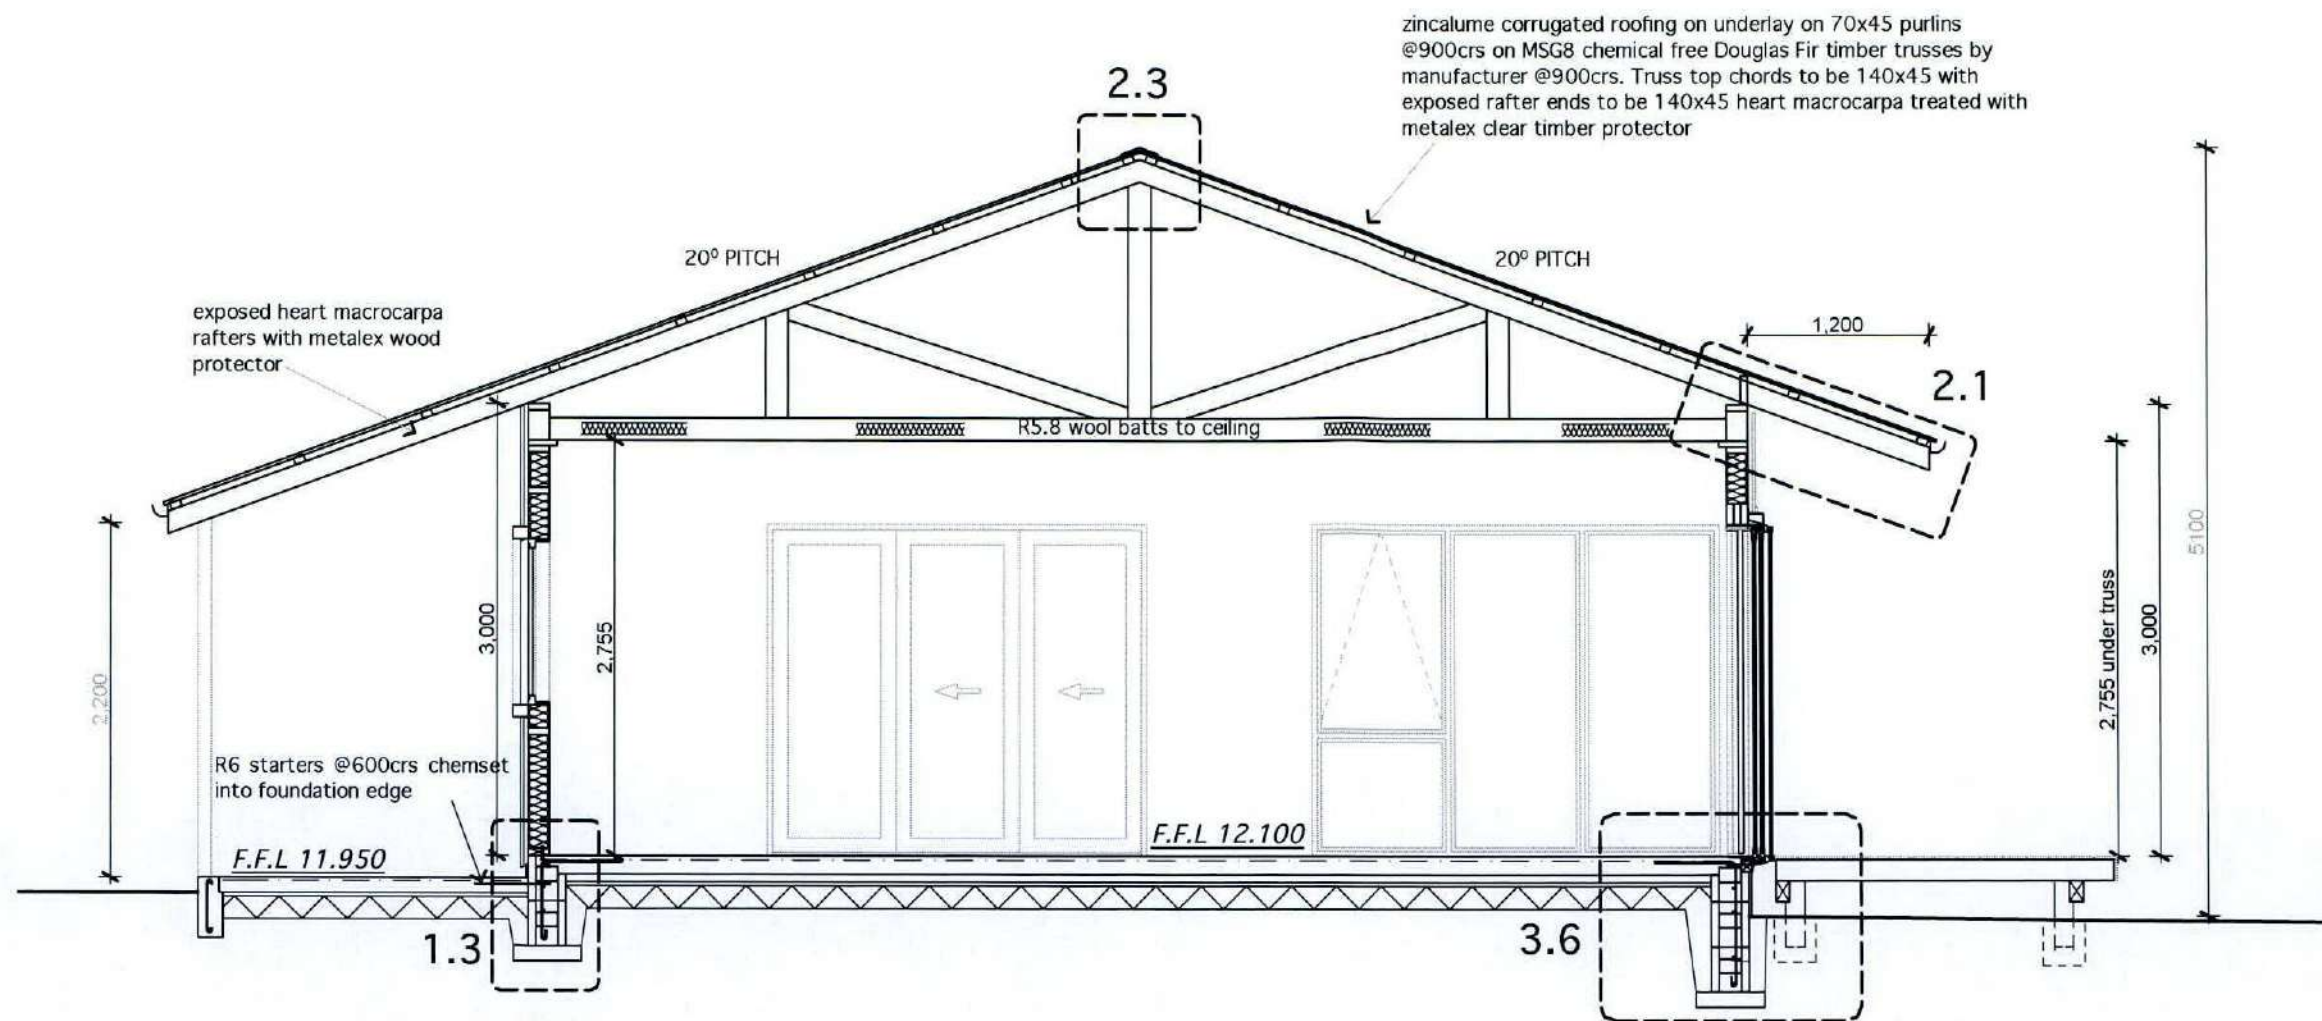 zincalume corrugated roofing on underlay on 70x45 purlins
@900crs on MSG8 chemical free Douglas Fir timber trusses by
manufacturer @900crs. Truss top chords to be 140x45 with
exposed rafter ends to be 140x45 heart macrocarpa treated with
metalex clear timber protector
2.3
20⁰ PITCH
20⁰ PITCH
exposed heart macrocarpa
rafters with metalex wood
protector
1,200
2.1
R5.8 wool batts to ceiling
5100
2,200
3,000
2,755
2,755 under truss
3,000
R6 starters @600crs chemset
into foundation edge
F.F.L 11.950
F.F.L 12.100
1.3
3.6